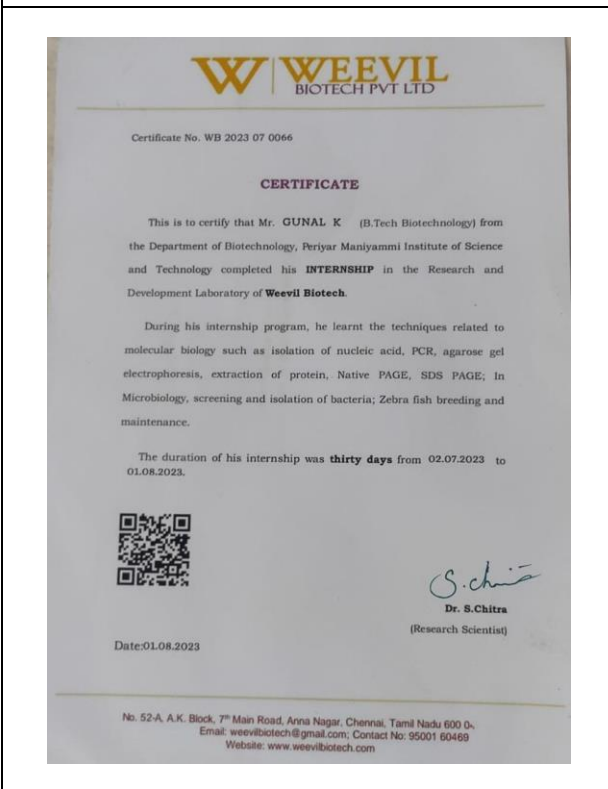 W WEEVIL
BIOTECH PVT LTD
Certificate No. WB 2023 07 0066
CERTIFICATE
This is to certify that Mr. GUNAL K (B.Tech Biotechnology) from
the Department of Biotechnology, Periyar Maniyammi Institute of Science
and Technology completed his INTERNSHIP in the Research and
Development Laboratory of Weevil Biotech.
During his internship program, he learnt the techniques related to
molecular biology such as isolation of nucleic acid, PCR, agarose gel
electrophoresis, extraction of protein, Native PAGE, SDS PAGE; In
Microbiology, screening and isolation of bacteria; Zebra fish breeding and
maintenance.
The duration of his internship was thirty days from 02.07.2023 to
01.08.2023.
S.Chi
Dr. S.Chitra
(Research Scientist)
Date:01.08.2023
No. 52-A, A.K. Block, 7th Main Road, Anna Nagar, Chennai, Tamil Nadu 600 0
Email: weevilbiotech@gmail.com; Contact No: 95001 60469
Website: www.weevilbiotech.com